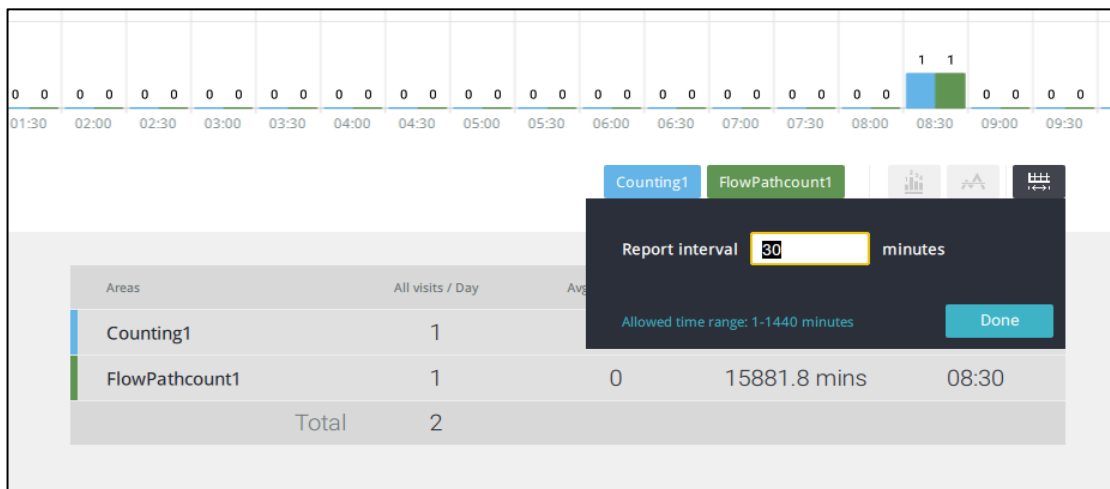 1 1
0 0 0 0 0 0 0 0 0 0 0 0 0 0 0 0 0 0 0 0 0 0 0 0 0 0 0 0 0 0 0 0
01:30 02:00 02:30 03:00 03:30 04:00 04:30 05:00 05:30 06:00 06:30 07:00 07:30 08:00 08:30 09:00 09:30
Counting1 FlowPathcount1
Report interval 30 minutes
Areas All visits / Day Avg
Allowed time range: 1-1440 minutes Done
Counting1 1
FlowPathcount1 1 0 15881.8 mins 08:30
Total 2